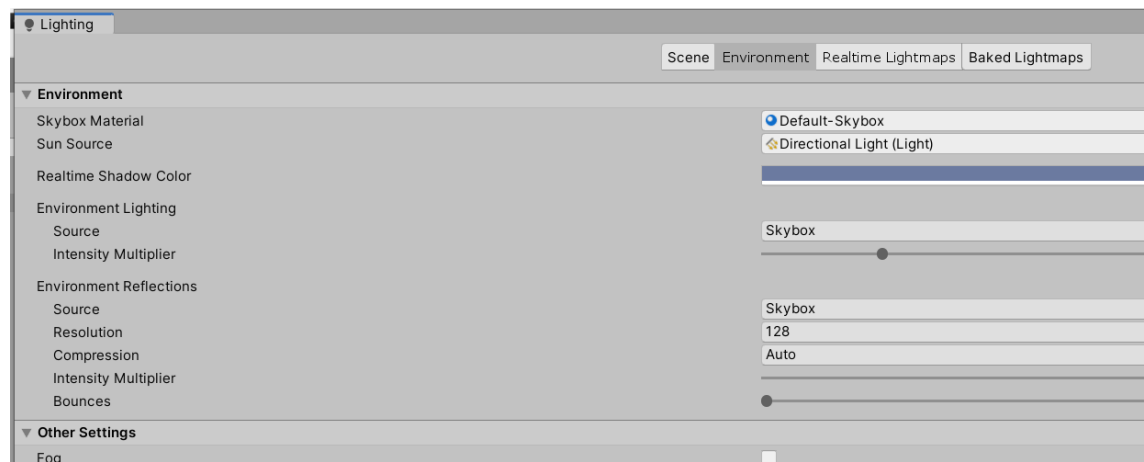 Lighting
Scene Environment Realtime Lightmaps Baked Lightmaps
Environment
Skybox Material Default-Skybox
Sun Source Directional Light (Light)
Realtime Shadow Color
Environment Lighting
Source Skybox
Intensity Multiplier
Environment Reflections
Source Skybox
Resolution 128
Compression Auto
Intensity Multiplier
Bounces
Other Settings
Fog